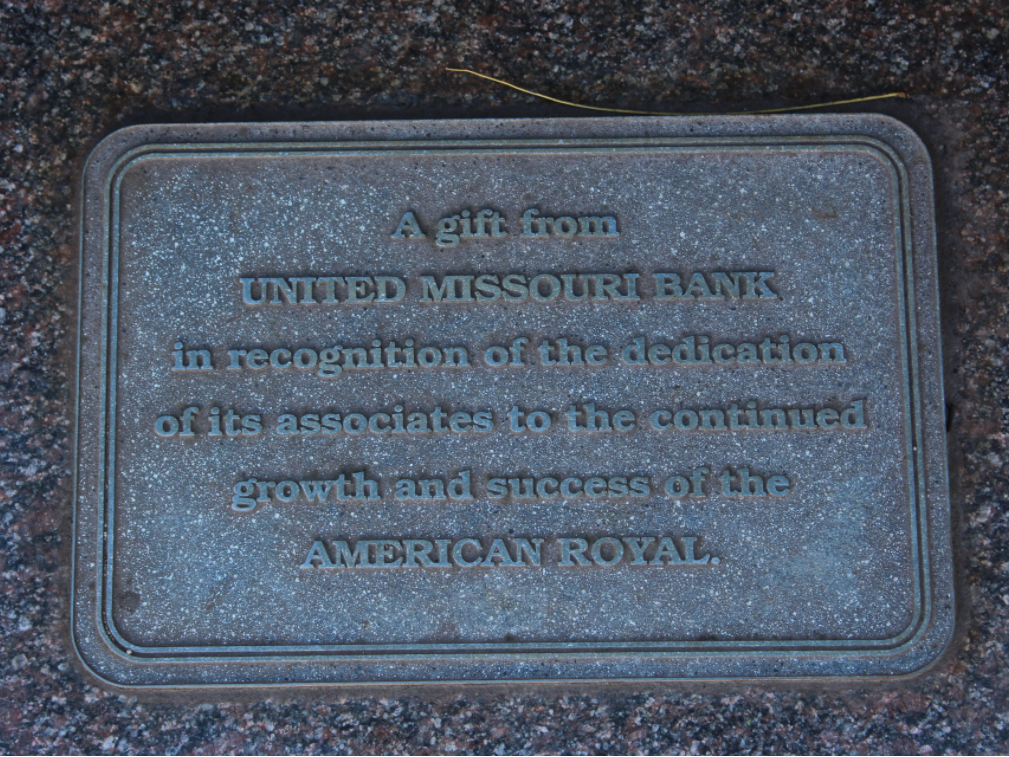 A gift from
UNITED MISSOURI BANK
in recognition of the dedication
of its associates to the continued
growth and success of the
AMERICAN ROYAL.